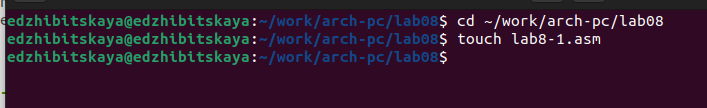 edzhibitskaya@edzhibitskaya:~/work/arch-pc/lab08$ cd ~/work/arch-pc/lab08
edzhibitskaya@edzhibitskaya:~/work/arch-pc/lab08$ touch lab8-1.asm
edzhibitskaya@edzhibitskaya:~/work/arch-pc/lab08$